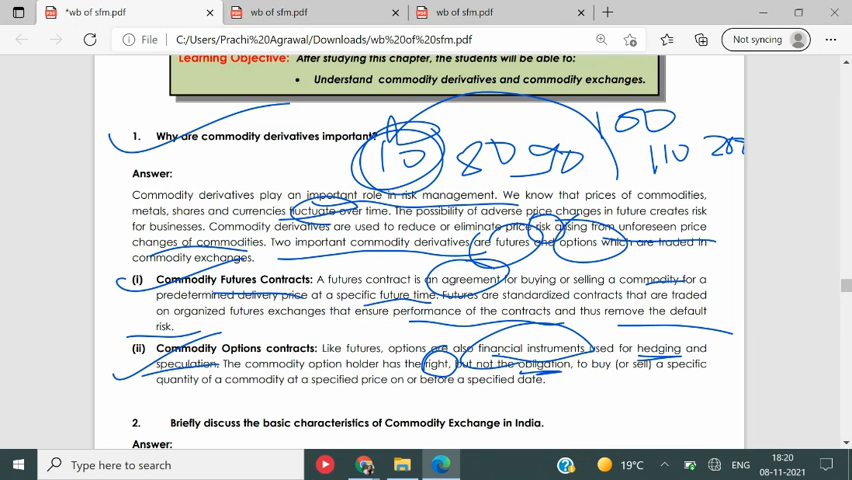 *wb of sfm.pdf
wb of sfm.pdf
wb of sfm.pdf
File
C:/Users/Prachi%20Agrawal/Downloads/wb%20of%20sfm.pdf
Not syncing
Learning Objective: After studying this chapter, the students will be able to:
• Understand commodity derivatives and commodity exchanges.
100
10 80 90 110 200
1. Why are commodity derivatives important?
Answer:
Commodity derivatives play an important role in risk management. We know that prices of commodities,
metals, shares and currencies fluctuate over time. The possibility of adverse price changes in future creates risk
for businesses. Commodity derivatives are used to reduce or eliminate price risk arising from unforeseen price
changes of commodities. Two important commodity derivatives are futures and options which are traded in
commodity exchanges.
(i) Commodity Futures Contracts: A futures contract is an agreement for buying or selling a commodity for a
predetermined delivery price at a specific future time. Futures are standardized contracts that are traded
on organized futures exchanges that ensure performance of the contracts and thus remove the default
risk.
(ii) Commodity Options contracts: Like futures, options are also financial instruments used for hedging and
speculation. The commodity option holder has the right, but not the obligation, to buy (or sell) a specific
quantity of a commodity at a specified price on or before a specified date.
2. Briefly discuss the basic characteristics of Commodity Exchange in India.
Answer:
Type here to search
19°C
ENG
18:20
08-11-2021